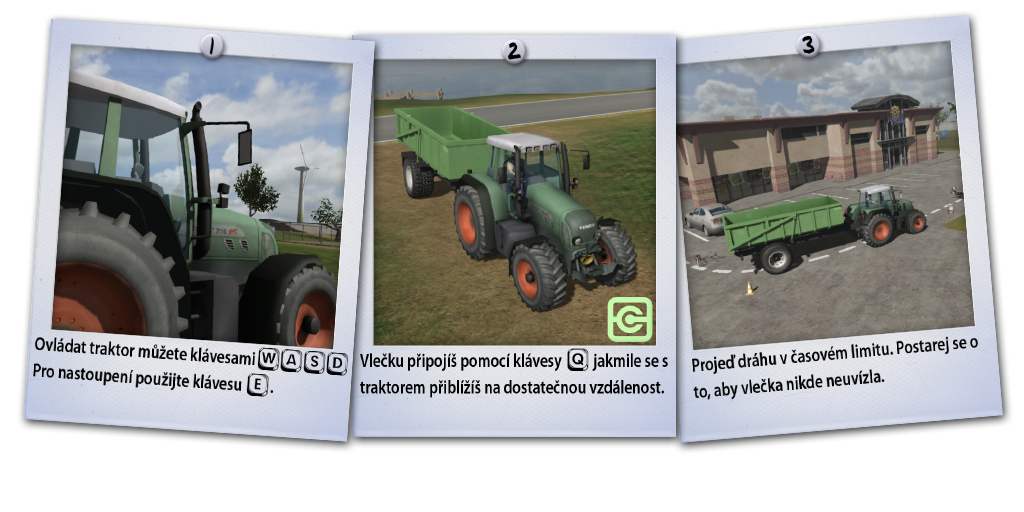 1
2
3
FENDT
Ovládat traktor můžete klávesami W A S D
Pro nastoupení použijte klávesu E.
Vlečku připojíš pomocí klávesy Q jakmile se s
traktorem přiblížíš na dostatečnou vzdálenost.
Projeď dráhu v časovém limitu. Postarej se o
to, aby vlečka nikde neuvízla.